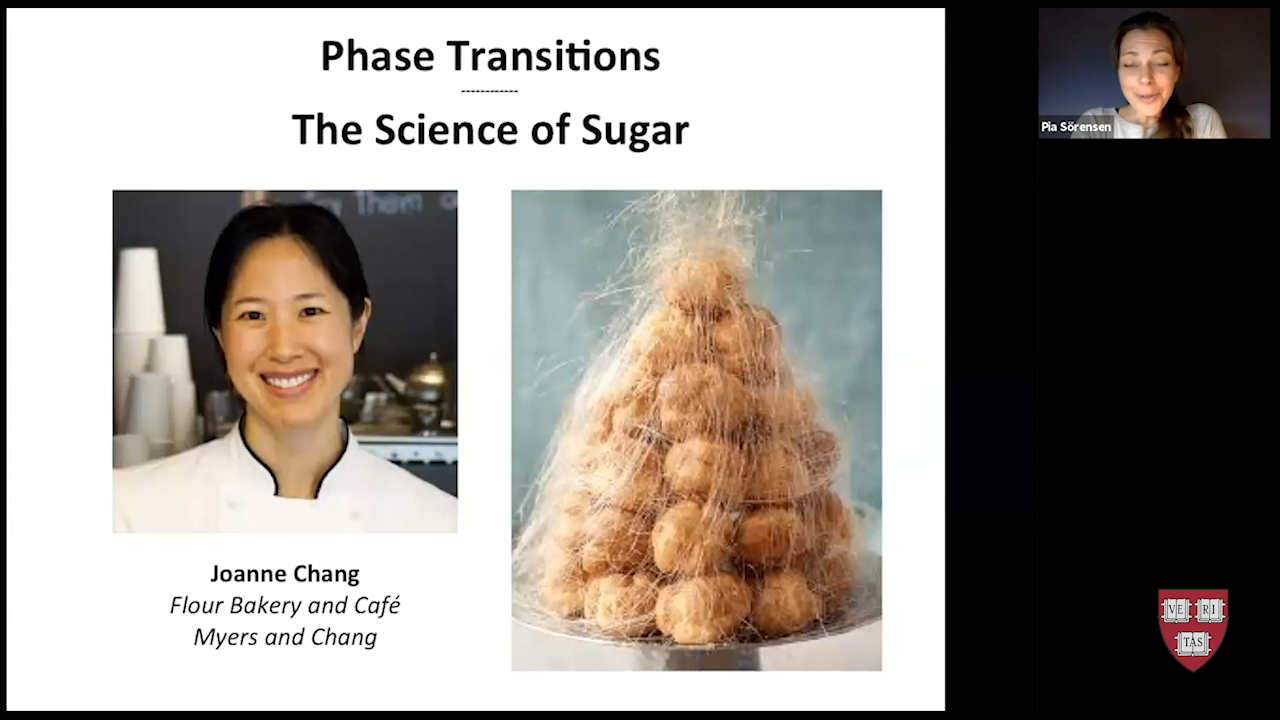 Phase Transitions
------------
The Science of Sugar
Pia Sörensen
Them
Joanne Chang
Flour Bakery and Café
Myers and Chang
VE RI
TAS